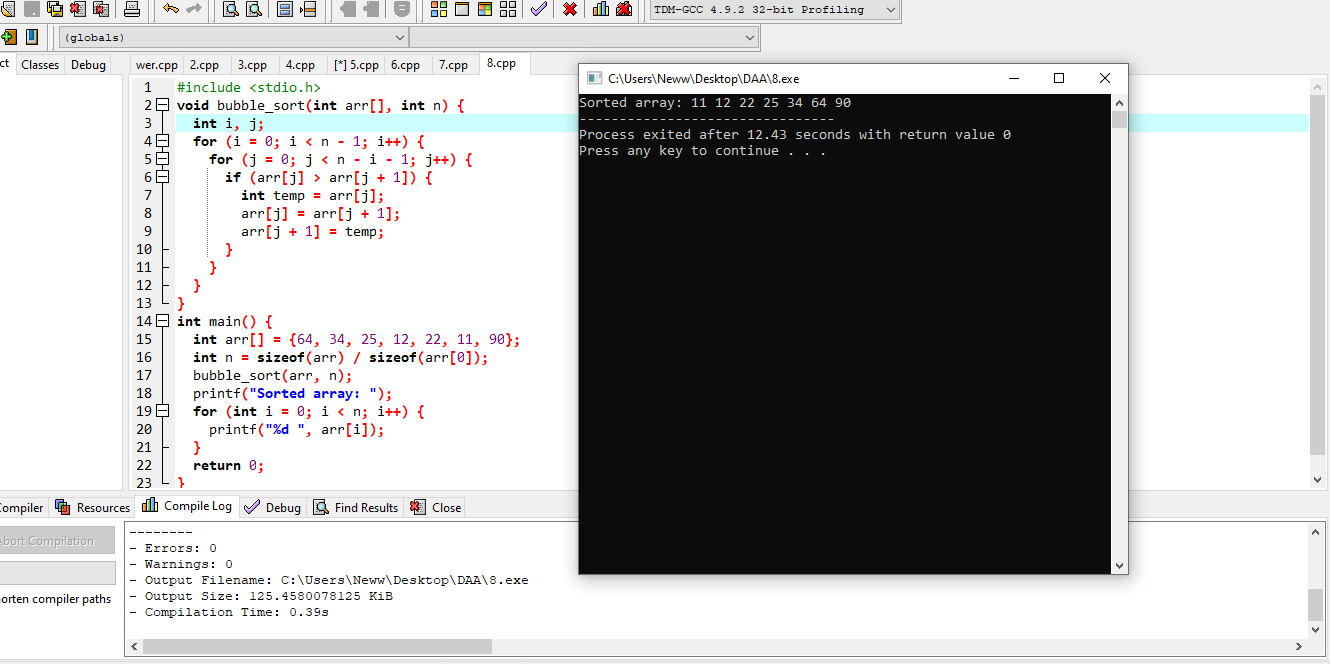 TDM-GCC 4.9.2 32-bit Profiling
(globals)
Classes Debug
wer.cpp 2.cpp 3.cpp 4.cpp [*] 5.cpp 6.cpp 7.cpp 8.cpp
1 #include <stdio.h>
2 void bubble_sort(int arr[], int n) {
3 int i, j;
4 for (i = 0; i < n - 1; i++) {
5 for (j = 0; j < n - i - 1; j++) {
6 if (arr[j] > arr[j + 1]) {
7 int temp = arr[j];
8 arr[j] = arr[j + 1];
9 arr[j + 1] = temp;
10 }
11 }
12 }
13 }
14 int main() {
15 int arr[] = {64, 34, 25, 12, 22, 11, 90};
16 int n = sizeof(arr) / sizeof(arr[0]);
17 bubble_sort(arr, n);
18 printf("Sorted array: ");
19 for (int i = 0; i < n; i++) {
20 printf("%d ", arr[i]);
21 }
22 return 0;
23 }
C:\Users\Neww\Desktop\DAA\8.exe
Sorted array: 11 12 22 25 34 64 90
--------------------------------
Process exited after 12.43 seconds with return value 0
Press any key to continue . . .
Compiler Resources Compile Log Debug Find Results Close
Abort Compilation
orten compiler paths
--------
- Errors: 0
- Warnings: 0
- Output Filename: C:\Users\Neww\Desktop\DAA\8.exe
- Output Size: 125.4580078125 KiB
- Compilation Time: 0.39s